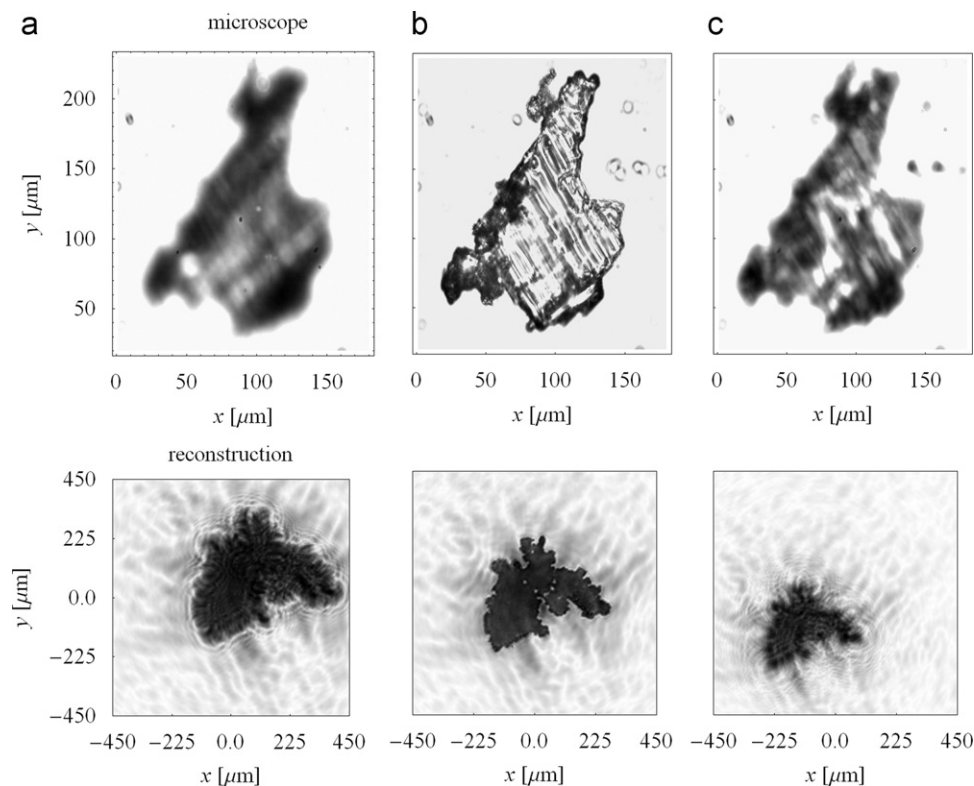 a
microscope
b
c
200
150
100
50
y [μm]
0 50 100 150
0 50 100 150
0 50 100 150
x [μm]
x [μm]
x [μm]
reconstruction
450
225
0.0
−225
−450
y [μm]
−450 −225 0.0 225 450
−450 −225 0.0 225 450
−450 −225 0.0 225 450
x [μm]
x [μm]
x [μm]